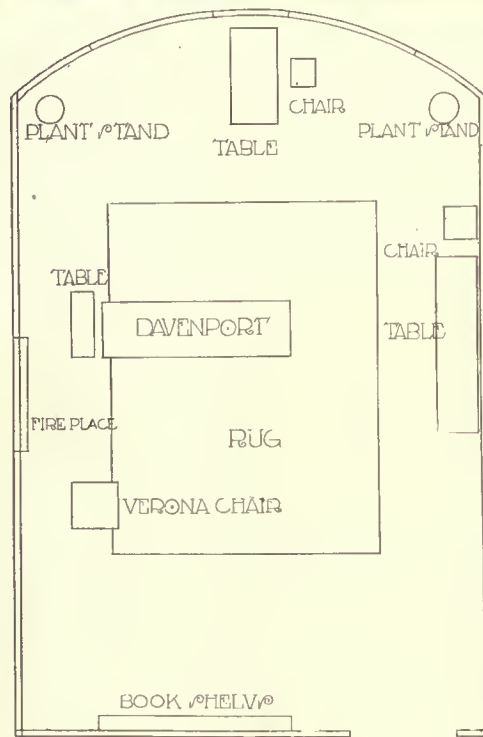 CHAIR
PLANT STAND
PLANT STAND
TABLE
CHAIR
TABLE
DAVENPORT
TABLE
FIRE PLACE
RUG
VERONA CHAIR
BOOK SHELVS